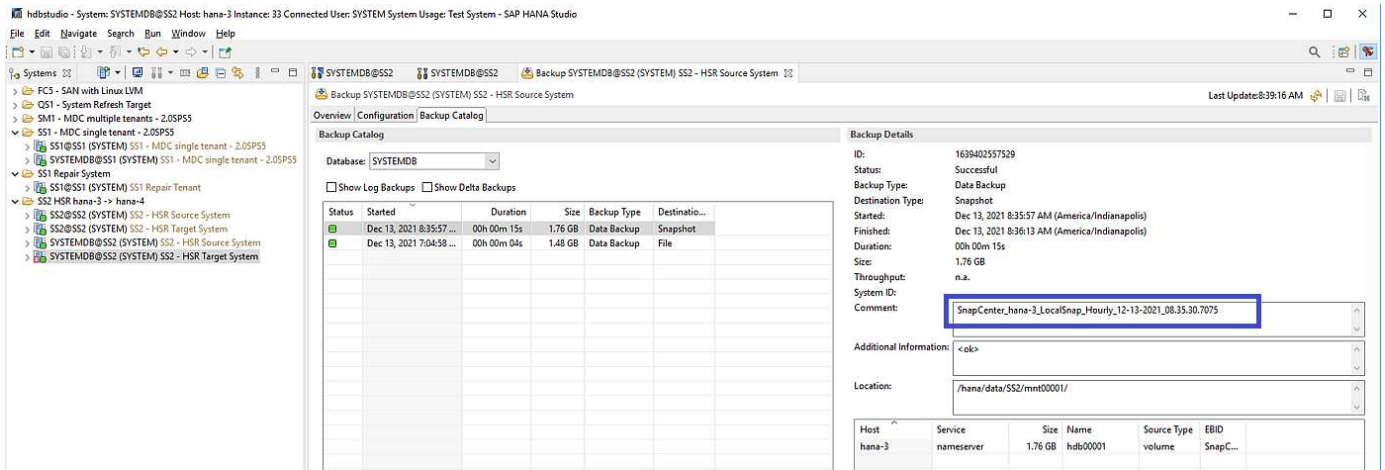 hdbstudio - System: SYSTEMDB@SS2 Host: hana-3 Instance: 33 Connected User: SYSTEM System Usage: Test System - SAP HANA Studio
File Edit Navigate Search Run Window Help
Systems
SYSTEMDB@SS2 SYSTEMDB@SS2 Backup SYSTEMDB@SS2 (SYSTEM) SS2 - HSR Source System
FC5 - SAN with Linux LVM
QS1 - System Refresh Target
SM1 - MDC multiple tenants - 2.0SPS5
SS1 - MDC single tenant - 2.0SPS5
SS1@SS1 (SYSTEM) SS1 - MDC single tenant - 2.0SPS5
SYSTEMDB@SS1 (SYSTEM) SS1 - MDC single tenant - 2.0SPS5
SS1 Repair System
SS1@SS1 (SYSTEM) SS1 Repair Tenant
SS2 HSR hana-3 -> hana-4
SS2@SS2 (SYSTEM) SS2 - HSR Source System
SS2@SS2 (SYSTEM) SS2 - HSR Target System
SYSTEMDB@SS2 (SYSTEM) SS2 - HSR Source System
SYSTEMDB@SS2 (SYSTEM) SS2 - HSR Target System
Backup SYSTEMDB@SS2 (SYSTEM) SS2 - HSR Source System
Last Update:8:39:16 AM
Overview Configuration Backup Catalog
Backup Catalog
Database: SYSTEMDB
Show Log Backups Show Delta Backups
Status Started Duration Size Backup Type Destinatio...
Dec 13, 2021 8:35:57 ... 00h 00m 15s 1.76 GB Data Backup Snapshot
Dec 13, 2021 7:04:58 ... 00h 00m 04s 1.48 GB Data Backup File
Backup Details
ID: 1639402557529
Status: Successful
Backup Type: Data Backup
Destination Type: Snapshot
Started: Dec 13, 2021 8:35:57 AM (America/Indianapolis)
Finished: Dec 13, 2021 8:36:13 AM (America/Indianapolis)
Duration: 00h 00m 15s
Size: 1.76 GB
Throughput: n.a.
System ID:
Comment: SnapCenter_hana-3_LocalSnap_Hourly_12-13-2021_08.35.30.7075
Additional Information: <ok>
Location: /hana/data/SS2/mnt00001/
Host Service Size Name Source Type EBID
hana-3 nameserver 1.76 GB hdb00001 volume SnapC...